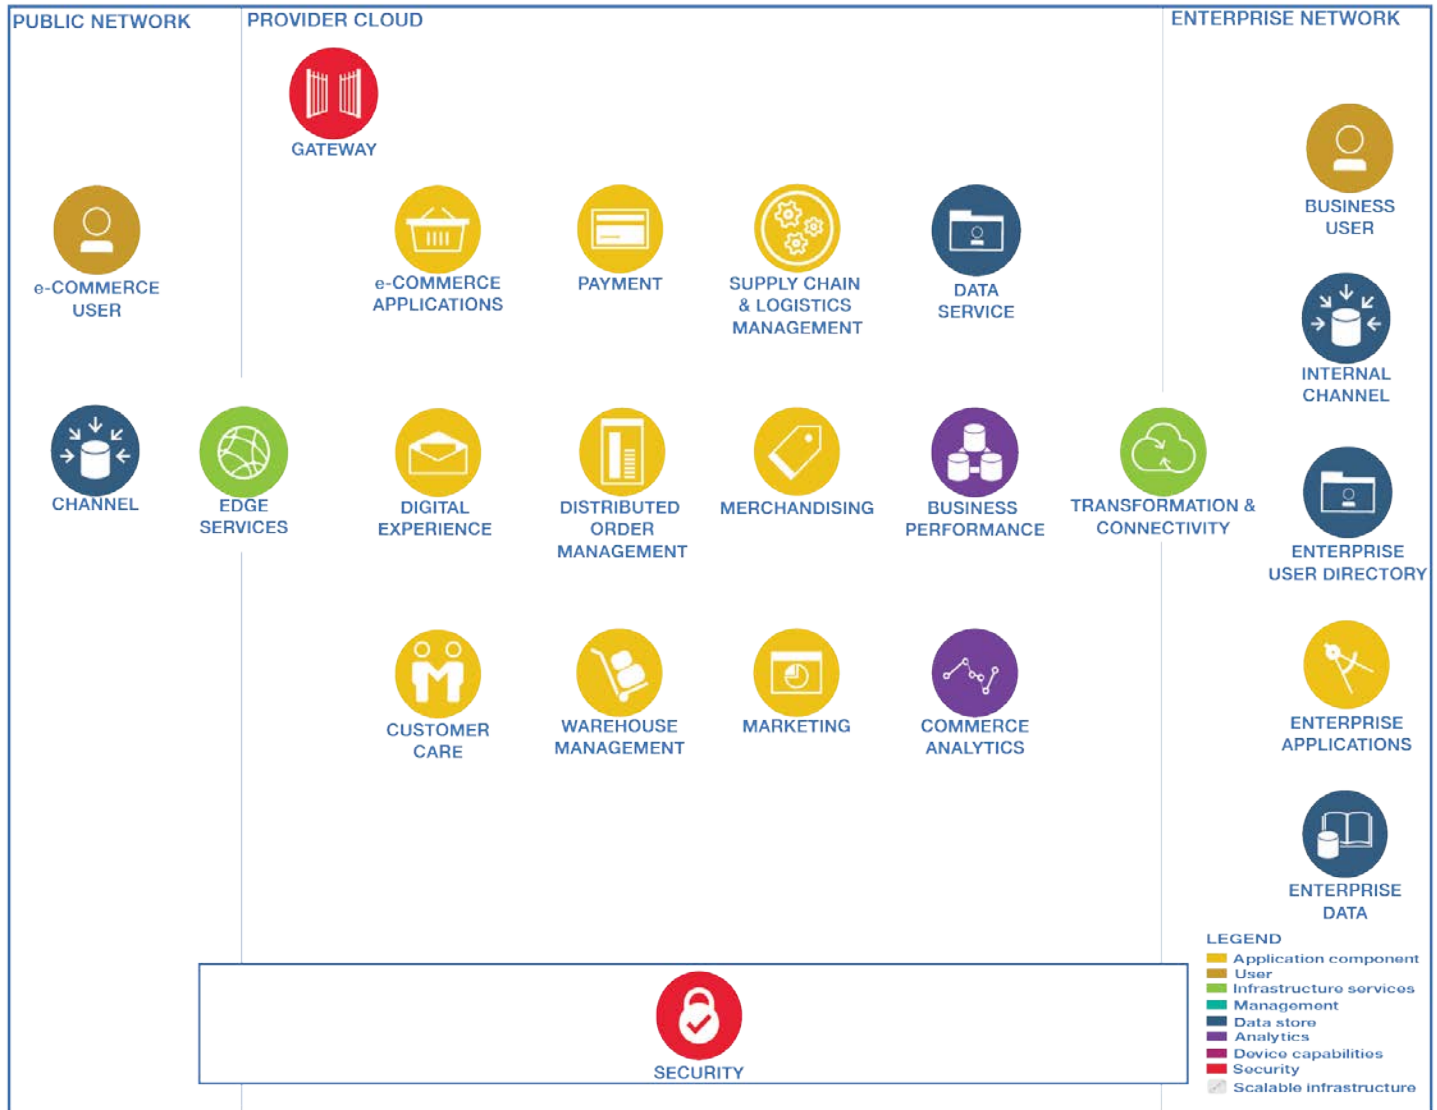 PUBLIC NETWORK
PROVIDER CLOUD
ENTERPRISE NETWORK
GATEWAY
BUSINESS
USER
e-COMMERCE
USER
e-COMMERCE
APPLICATIONS
PAYMENT
SUPPLY CHAIN
& LOGISTICS
MANAGEMENT
DATA
SERVICE
INTERNAL
CHANNEL
CHANNEL
EDGE
SERVICES
DIGITAL
EXPERIENCE
DISTRIBUTED
ORDER
MANAGEMENT
MERCHANDISING
BUSINESS
PERFORMANCE
TRANSFORMATION &
CONNECTIVITY
ENTERPRISE
USER DIRECTORY
CUSTOMER
CARE
WAREHOUSE
MANAGEMENT
MARKETING
COMMERCE
ANALYTICS
ENTERPRISE
APPLICATIONS
ENTERPRISE
DATA
SECURITY
LEGEND
Application component
User
Infrastructure services
Management
Data store
Analytics
Device capabilities
Security
Scalable infrastructure